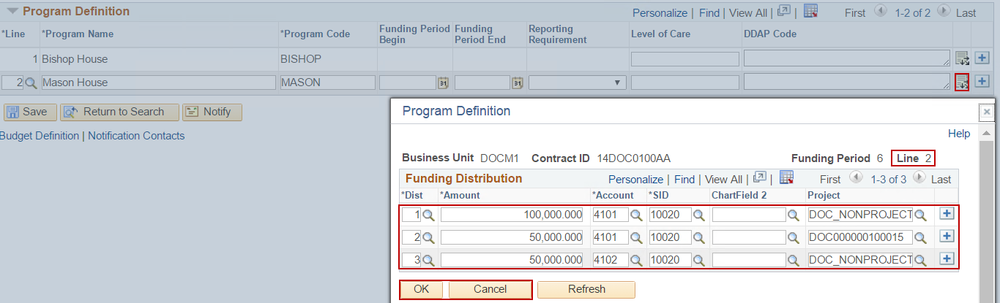 Program Definition Personalize | Find | View All | | First 1-2 of 2 Last
*Line *Program Name *Program Code Funding Period Begin Funding Period End Reporting Requirement Level of Care DDAP Code
1 Bishop House BISHOP
2 Mason House MASON 31 31
Save Return to Search Notify
Budget Definition | Notification Contacts
Program Definition
Help
Business Unit DOCM1 Contract ID 14DOC0100AA Funding Period 6 Line 2
Funding Distribution Personalize | Find | View All | | First 1-3 of 3 Last
*Dist *Amount *Account *SID ChartField 2 Project
1 100,000.000 4101 10020 DOC_NONPROJECT
2 50,000.000 4101 10020 DOC000000100015
3 50,000.000 4102 10020 DOC_NONPROJECT
OK Cancel Refresh